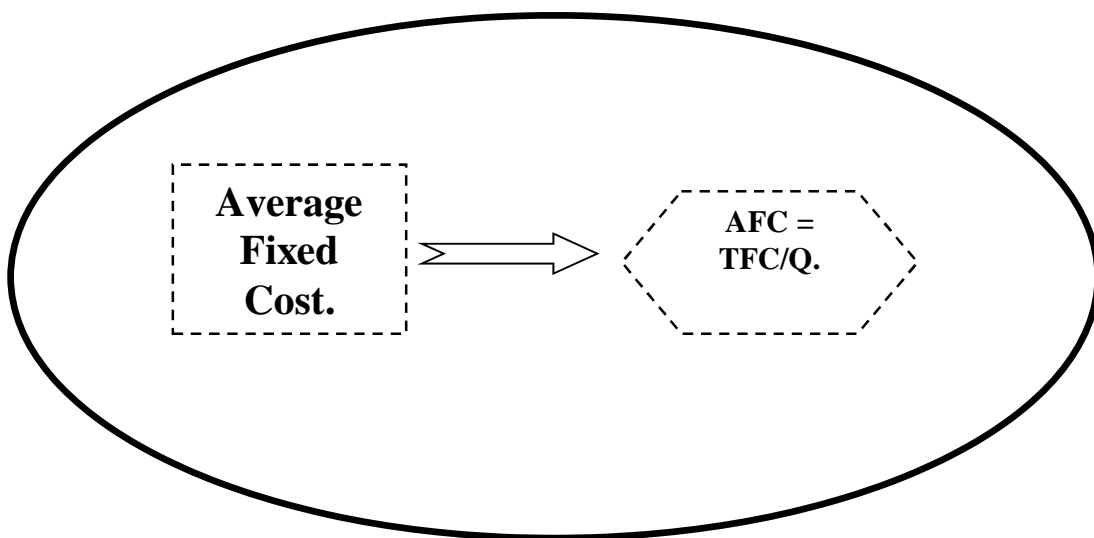 Average
Fixed
Cost.
AFC =
TFC/Q.